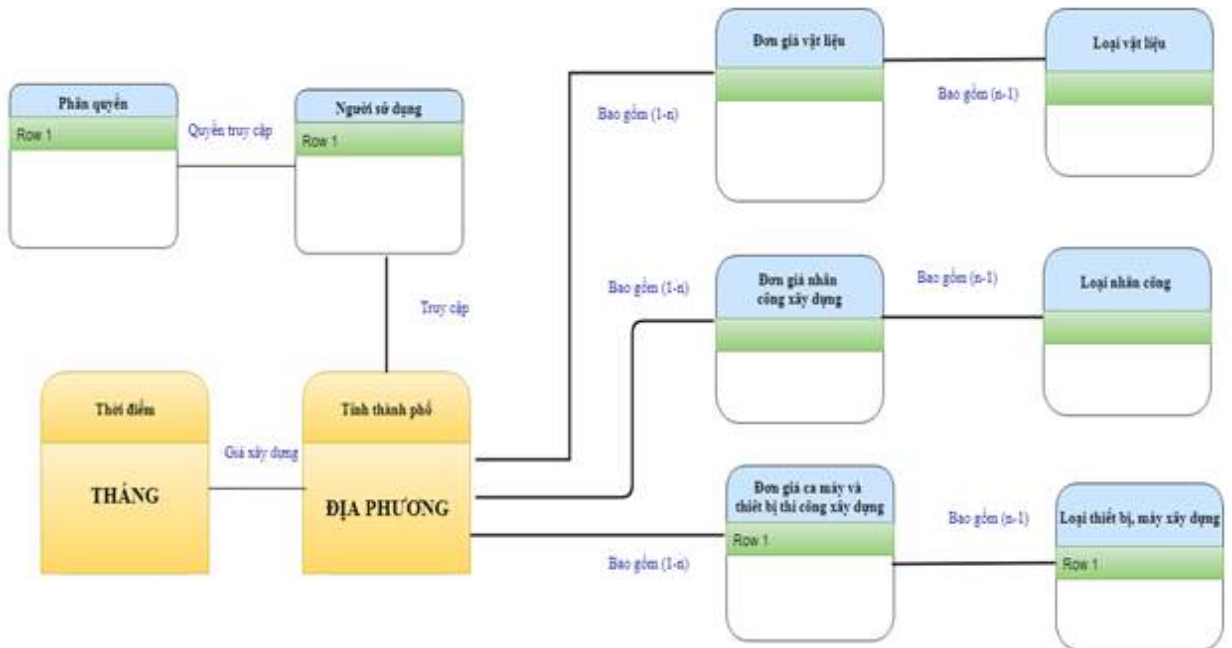 Đơn giá vật liệu
Loại vật liệu
Bao gồm (1-n)
Bao gồm (n-1)
Phân quyền
Row 1
Quyền truy cập
Người sử dụng
Row 1
Truy cập
Bao gồm (1-n)
Đơn giá nhân
công xây dựng
Bao gồm (n-1)
Loại nhân công
Thời điểm
THÁNG
Giá xây dựng
Tỉnh thành phố
ĐỊA PHƯƠNG
Bao gồm (1-n)
Đơn giá ca máy và
thiết bị thi công xây dựng
Row 1
Bao gồm (n-1)
Loại thiết bị, máy xây dựng
Row 1